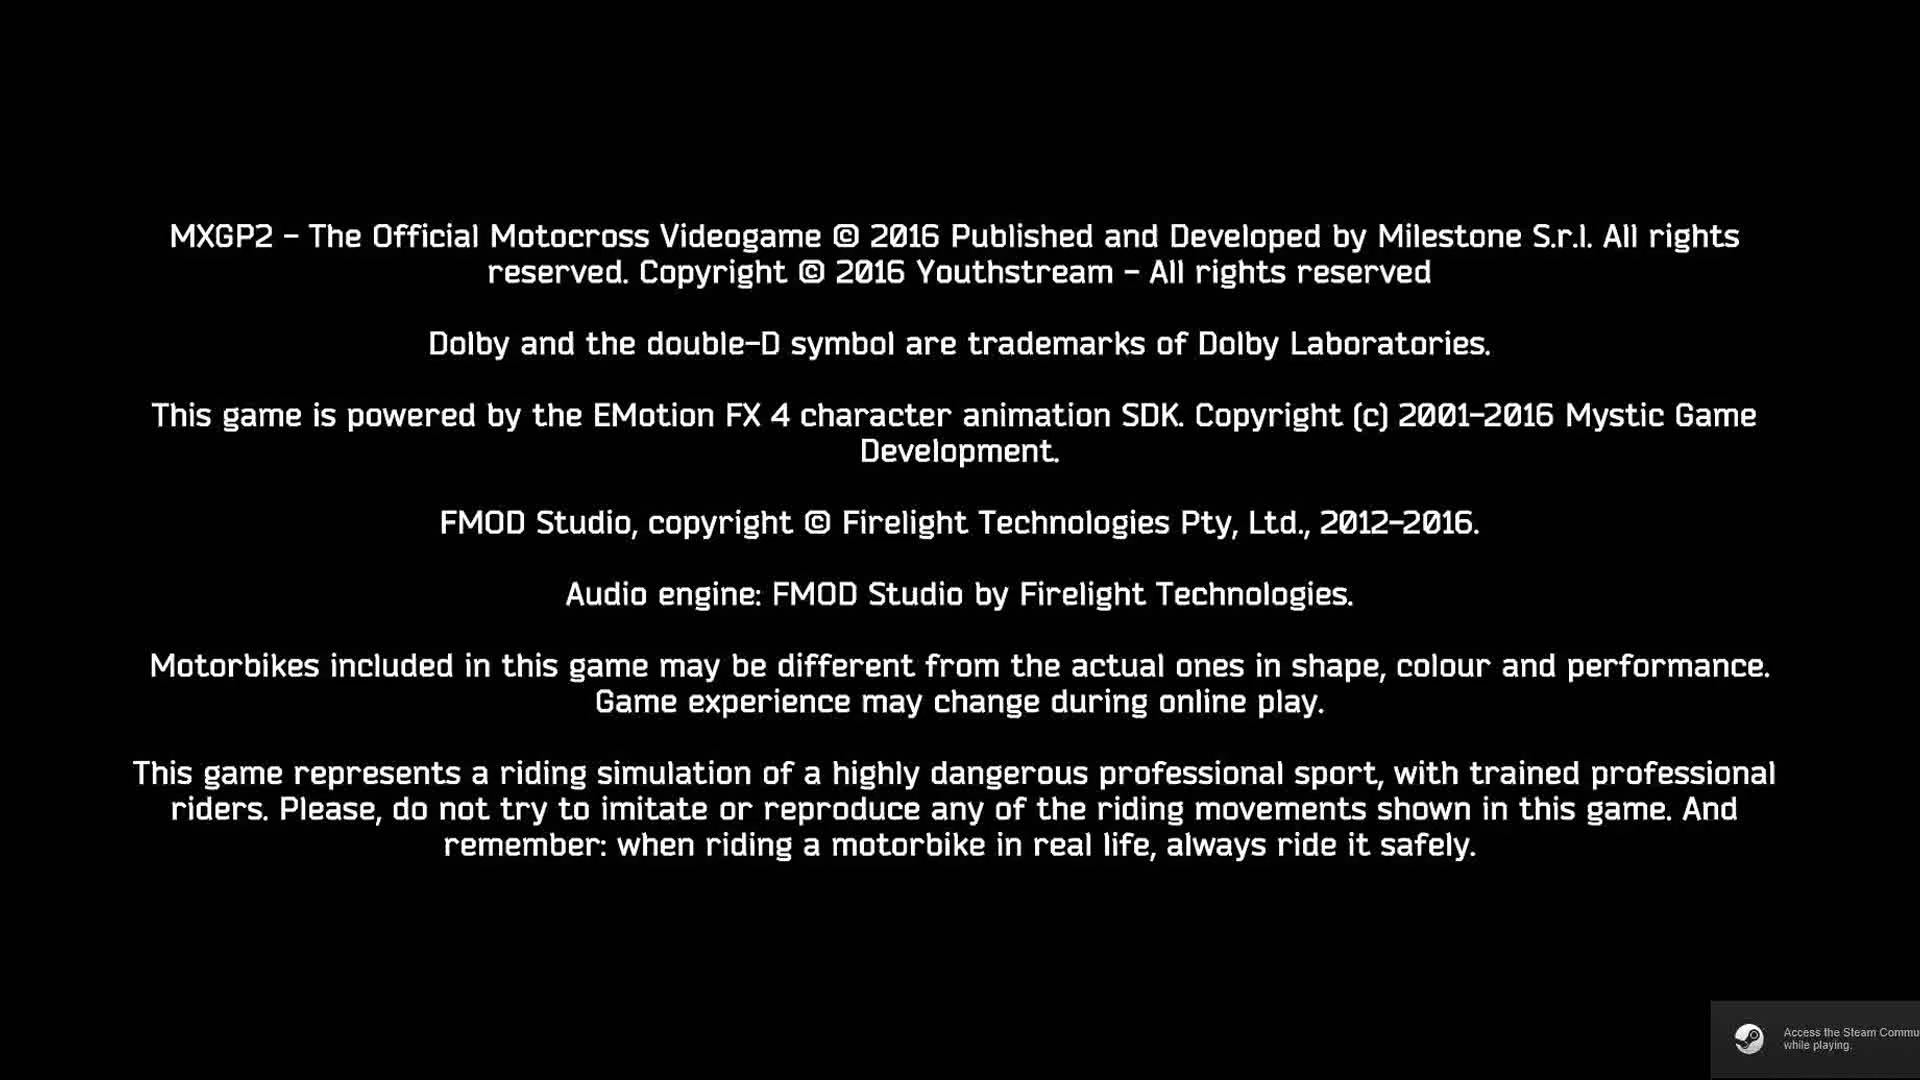 MXGP2 - The Official Motocross Videogame © 2016 Published and Developed by Milestone S.r.l. All rights
reserved. Copyright © 2016 Youthstream - All rights reserved
Dolby and the double-D symbol are trademarks of Dolby Laboratories.
This game is powered by the EMotion FX 4 character animation SDK. Copyright (c) 2001-2016 Mystic Game
Development.
FMOD Studio, copyright © Firelight Technologies Pty, Ltd., 2012-2016.
Audio engine: FMOD Studio by Firelight Technologies.
Motorbikes included in this game may be different from the actual ones in shape, colour and performance.
Game experience may change during online play.
This game represents a riding simulation of a highly dangerous professional sport, with trained professional
riders. Please, do not try to imitate or reproduce any of the riding movements shown in this game. And
remember: when riding a motorbike in real life, always ride it safely.
Access the Steam Commu
while playing.